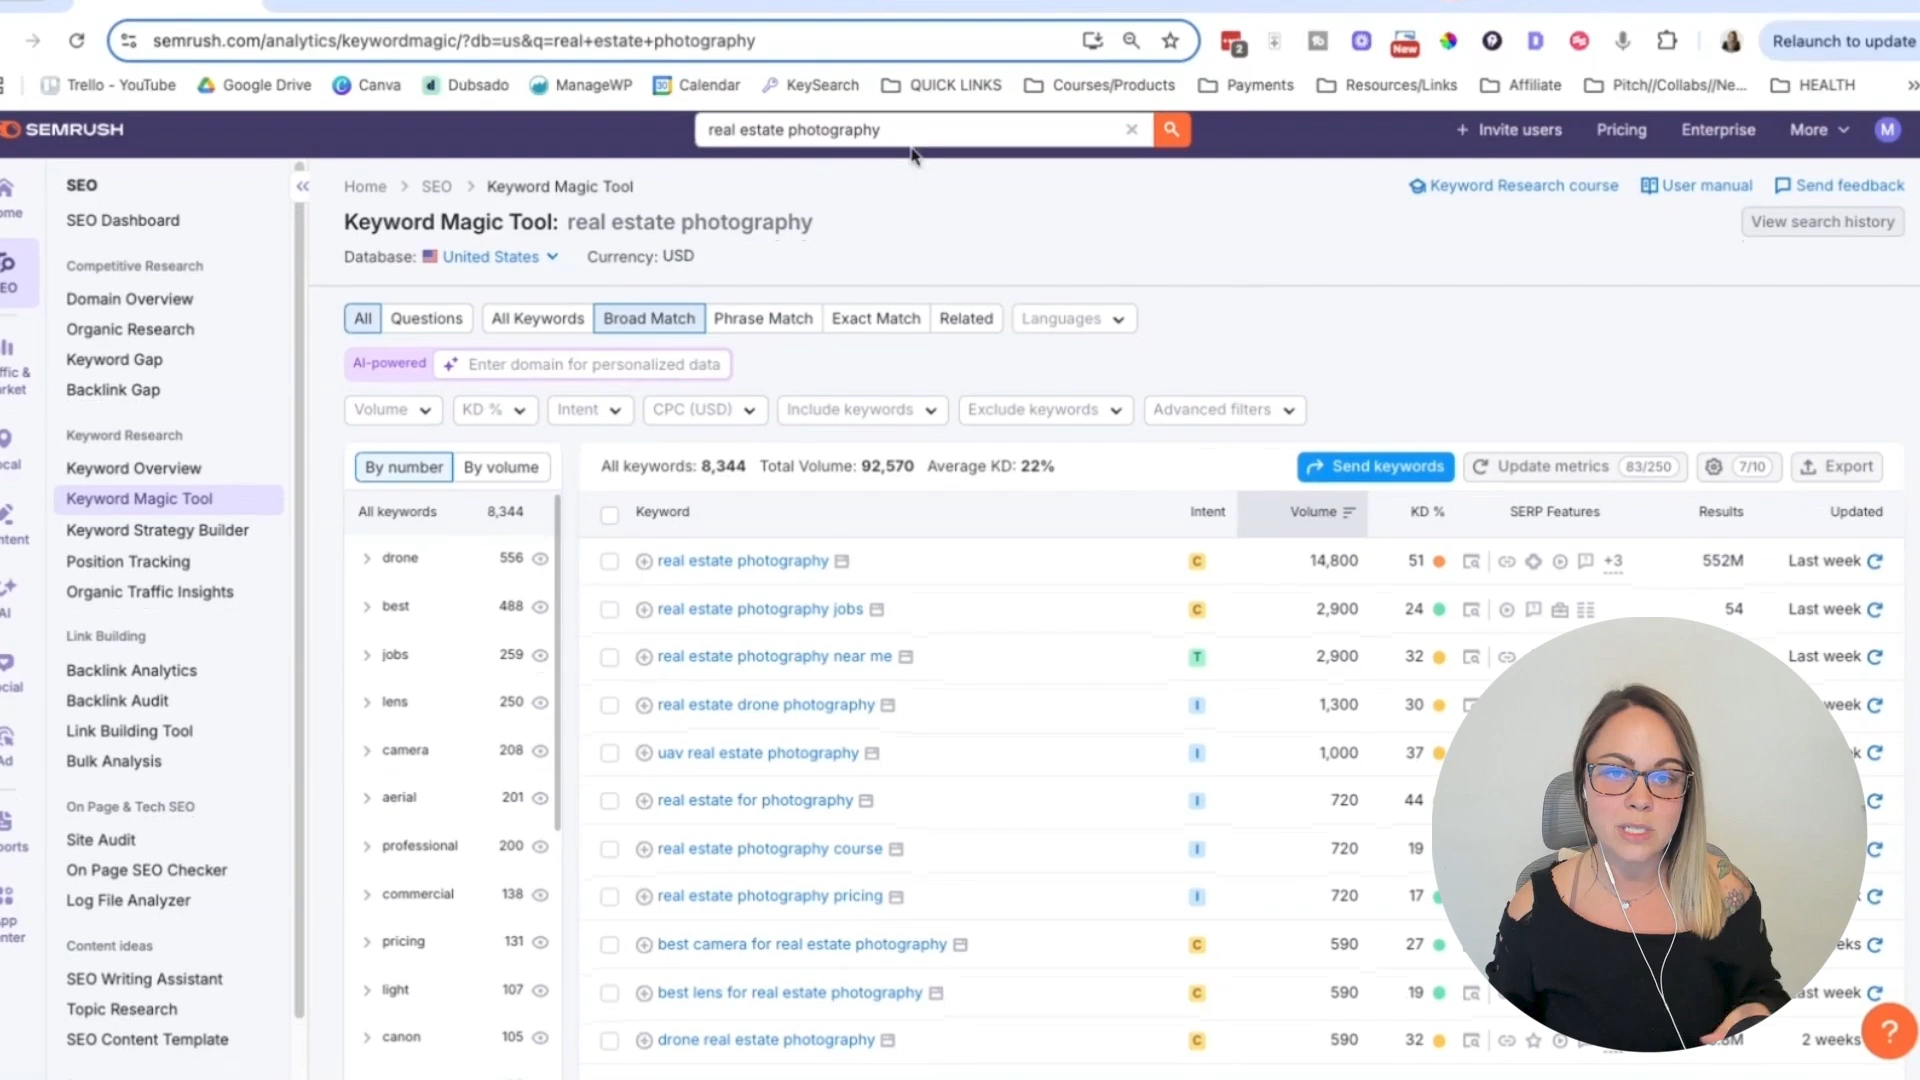 semrush.com/analytics/keywordmagic/?db=us&q=real+estate+photography
2
New
Relaunch to update
Trello - YouTube
Google Drive
Canva
Dubsado
ManageWP
30 Calendar
KeySearch
QUICK LINKS
Courses/Products
Payments
Resources/Links
Affiliate
Pitch//Collabs//Ne...
HEALTH
»
SEMRUSH
real estate photography
+ Invite users
Pricing
Enterprise
More
M
SEO
SEO Dashboard
Competitive Research
Domain Overview
Organic Research
Keyword Gap
Backlink Gap
Keyword Research
Keyword Overview
Keyword Magic Tool
Keyword Strategy Builder
Position Tracking
Organic Traffic Insights
Link Building
Backlink Analytics
Backlink Audit
Link Building Tool
Bulk Analysis
On Page & Tech SEO
Site Audit
On Page SEO Checker
Log File Analyzer
Content ideas
SEO Writing Assistant
Topic Research
SEO Content Template
Home > SEO > Keyword Magic Tool
Keyword Research course
User manual
Send feedback
Keyword Magic Tool: real estate photography
View search history
Database: United States
Currency: USD
All Questions
All Keywords Broad Match Phrase Match Exact Match Related
Languages
AI-powered Enter domain for personalized data
Volume KD % Intent CPC (USD) Include keywords Exclude keywords Advanced filters
By number By volume
All keywords: 8,344 Total Volume: 92,570 Average KD: 22%
Send keywords
Update metrics 83/250
7/10
Export
All keywords 8,344
drone 556
best 488
jobs 259
lens 250
camera 208
aerial 201
professional 200
commercial 138
pricing 131
light 107
canon 105
Keyword Intent Volume KD % SERP Features Results Updated
real estate photography C 14,800 51 +3 552M Last week
real estate photography jobs C 2,900 24 54 Last week
real estate photography near me T 2,900 32 Last week
real estate drone photography I 1,300 30 week
uav real estate photography I 1,000 37
real estate for photography I 720 44
real estate photography course I 720 19
real estate photography pricing I 720 17
best camera for real estate photography C 590 27
best lens for real estate photography C 590 19 week
drone real estate photography C 590 32 2 weeks
?